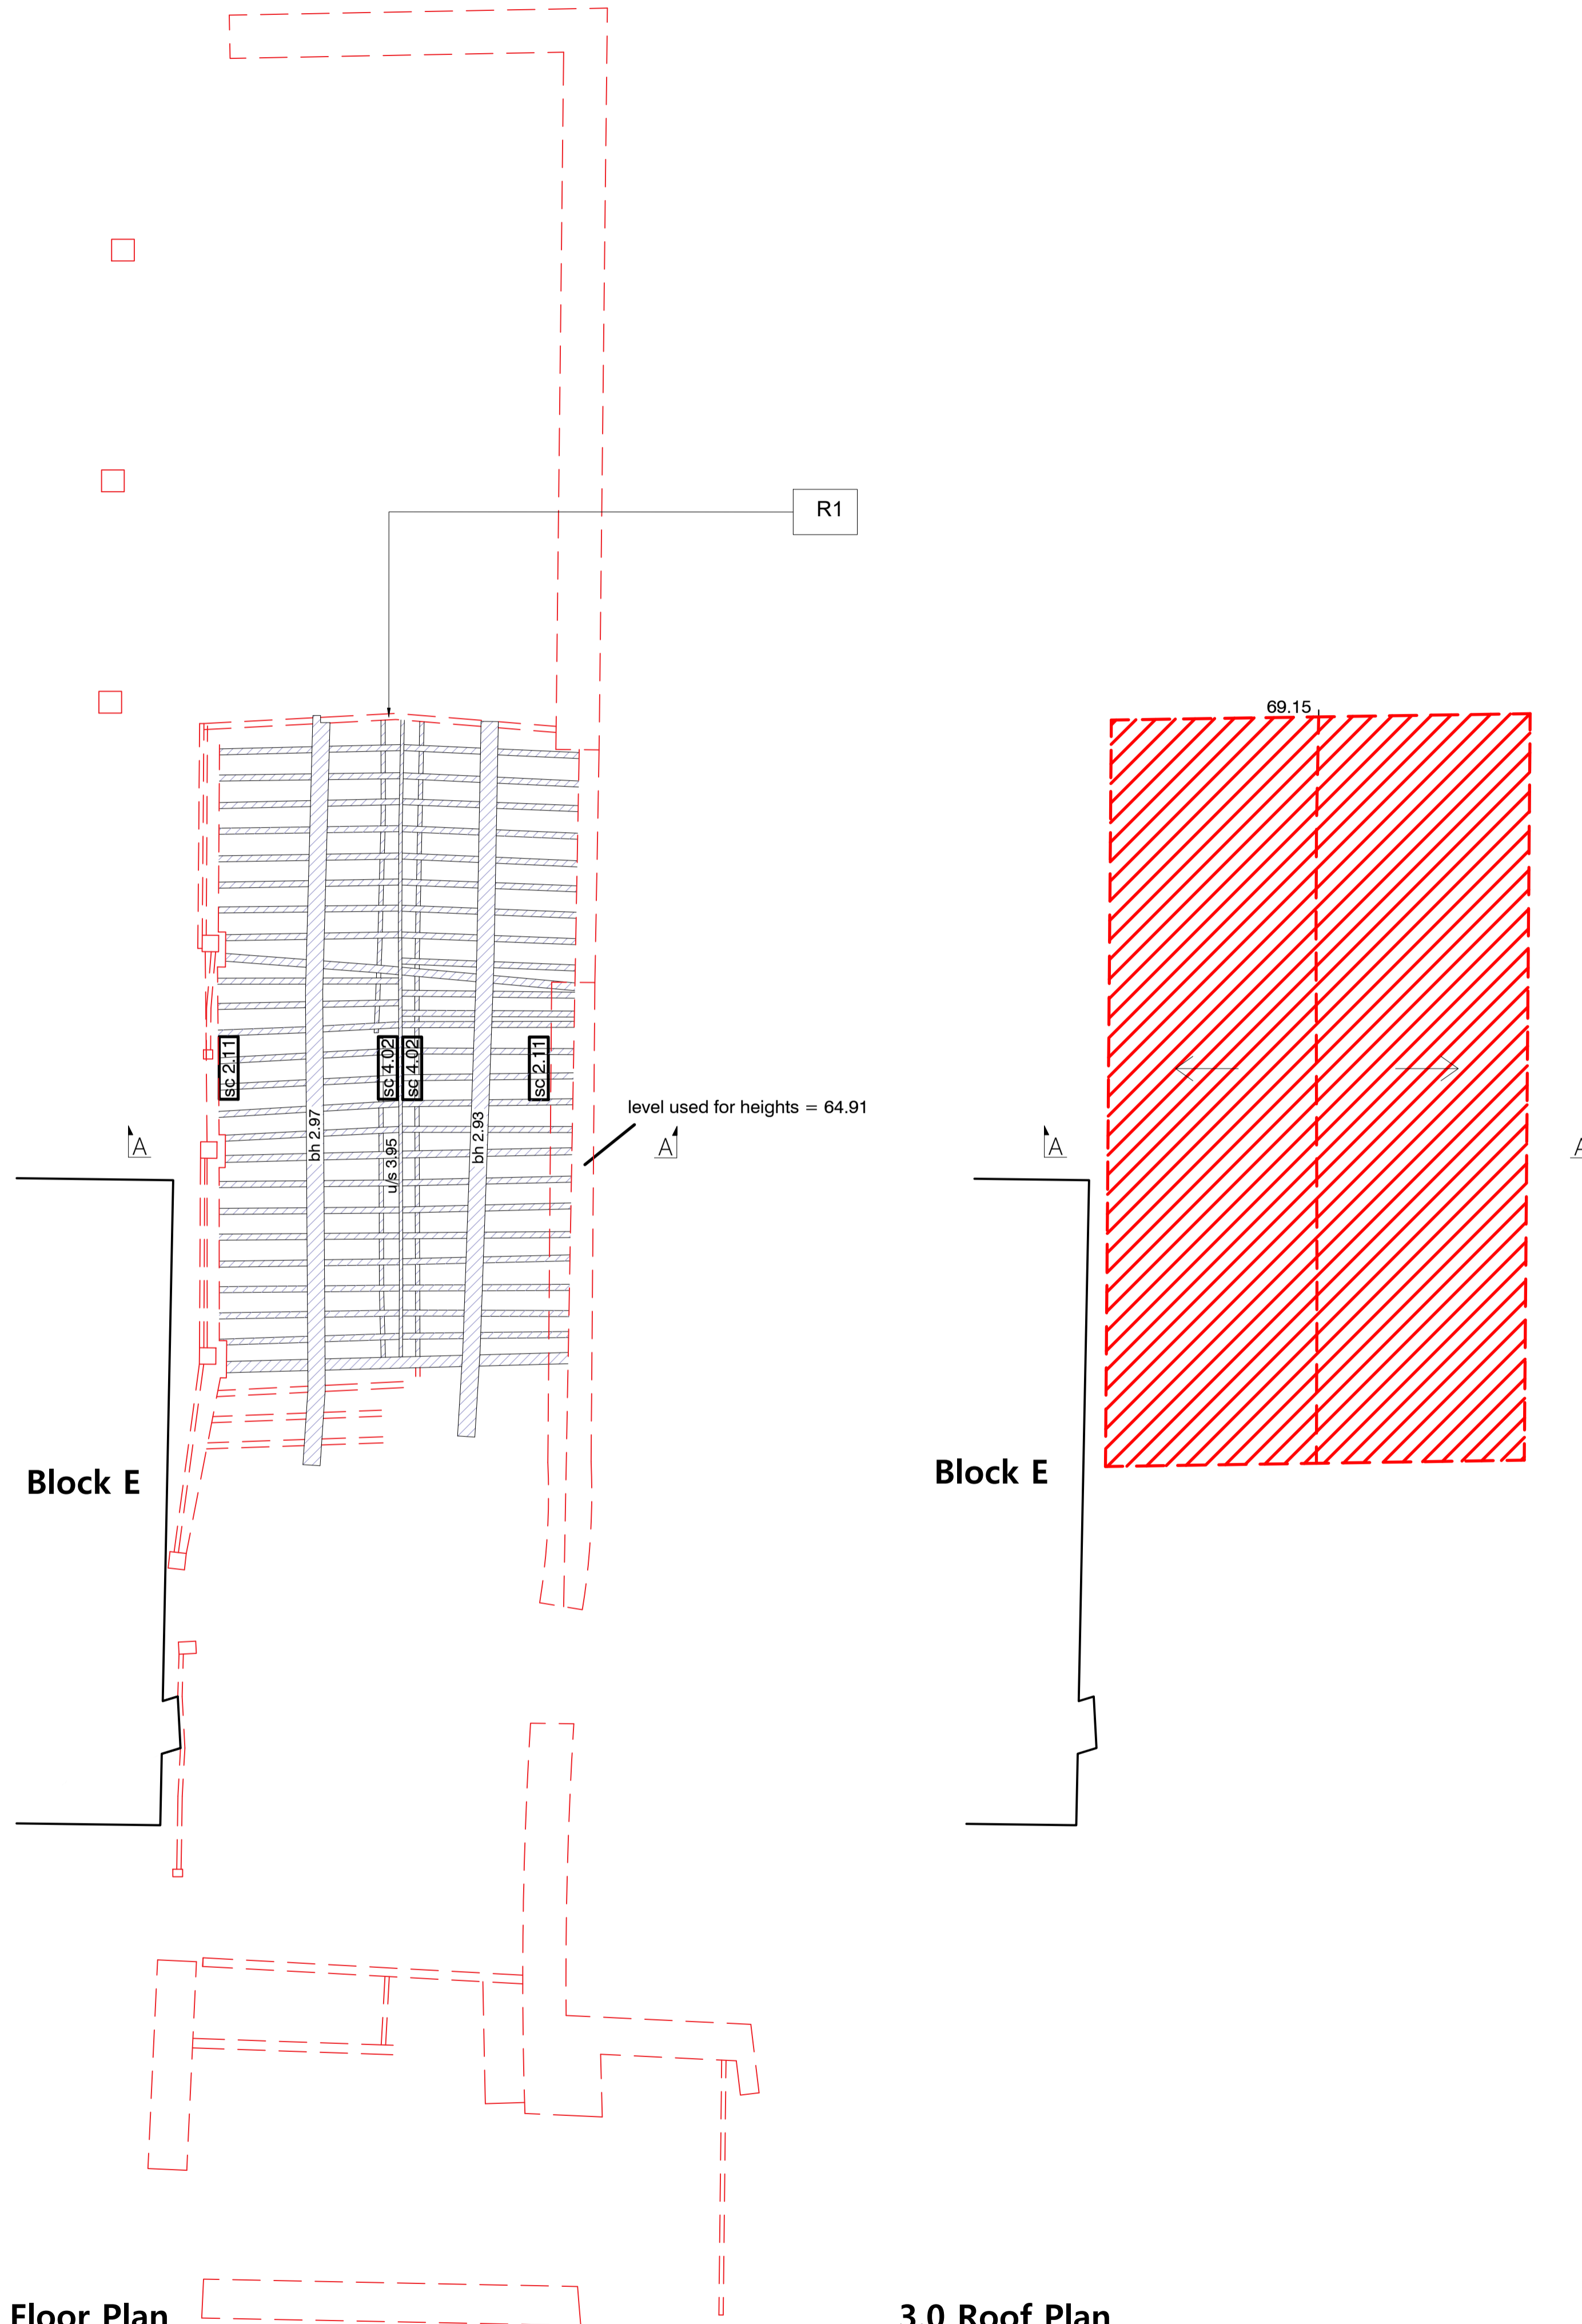 R1
69.15
sc 2.11
sc 4.02
sc 4.02
sc 2.11
level used for heights = 64.91
bh 2.97
u/s 3.95
bh 2.93
A
A
A
A
Block E
Block E
Floor Plan
3.0 Roof Plan